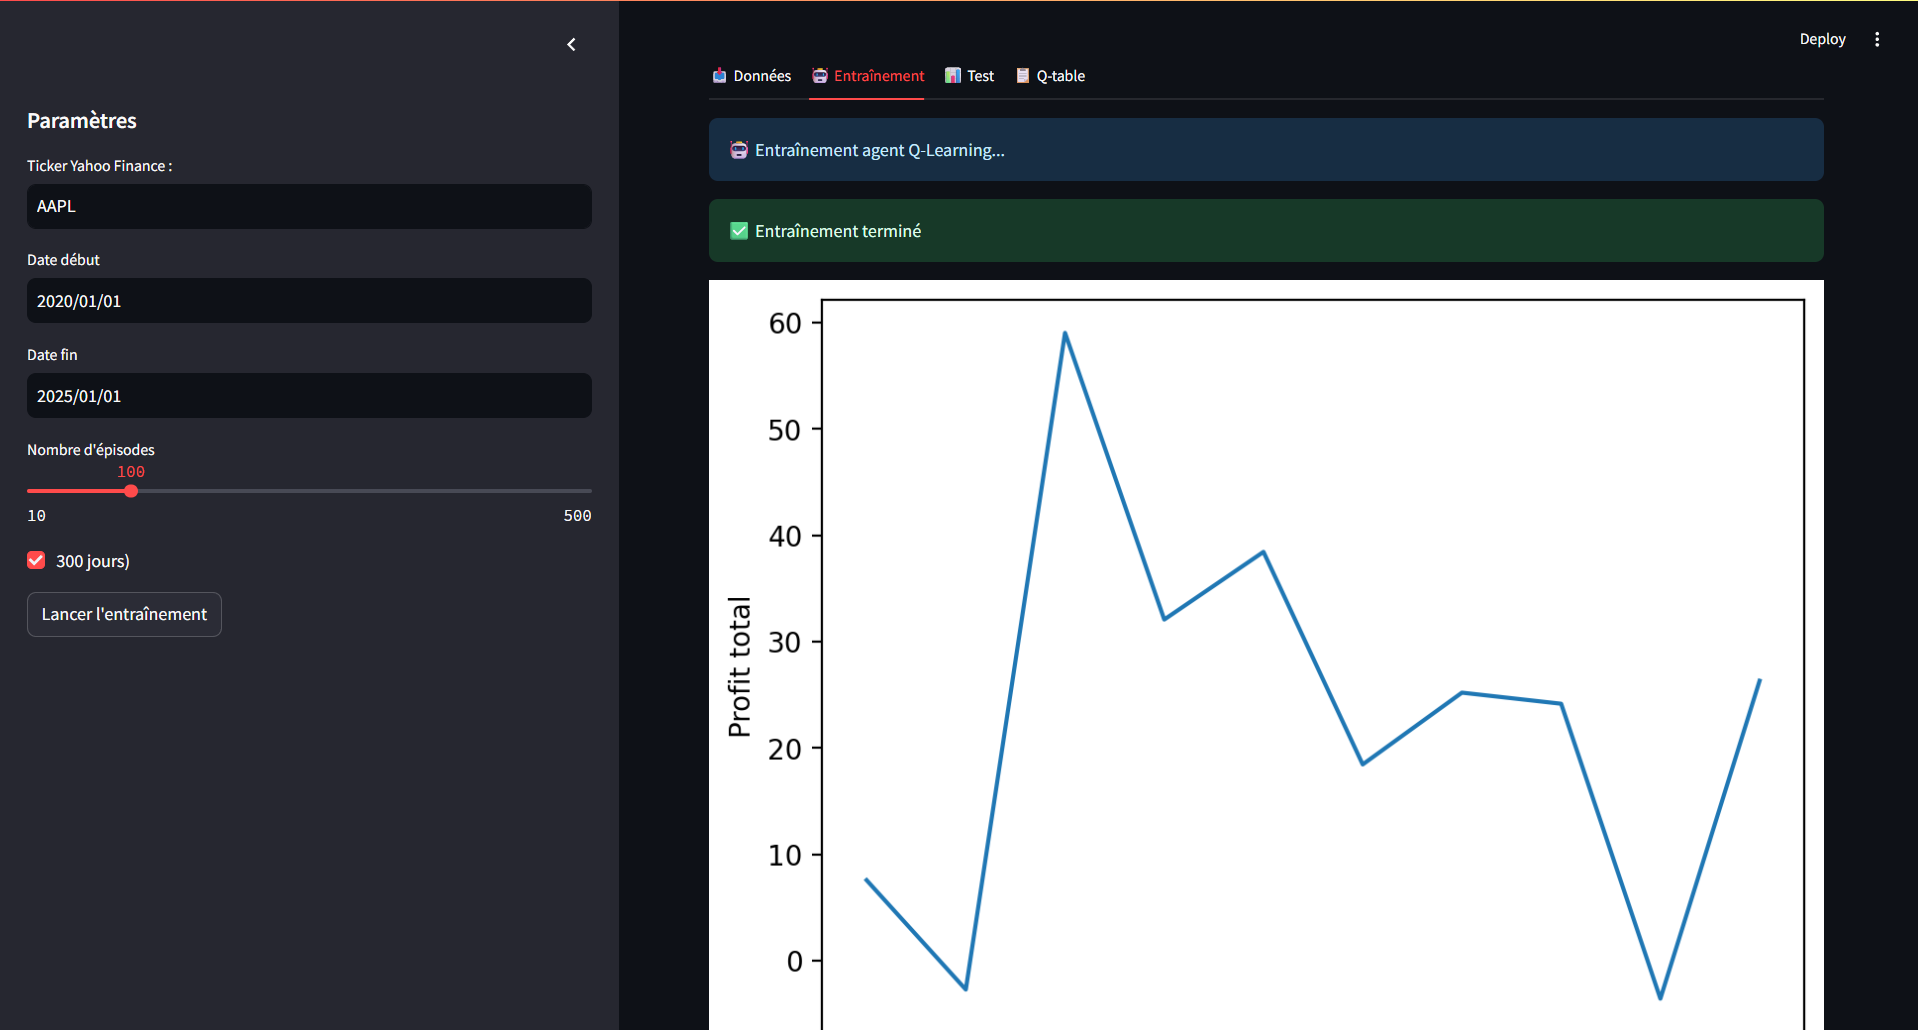 Deploy
Paramètres
Ticker Yahoo Finance :
AAPL
Date début
2020/01/01
Date fin
2025/01/01
Nombre d'épisodes
100
10
500
300 jours)
Lancer l'entraînement
Données
Entraînement
Test
Q-table
Entraînement agent Q-Learning...
Entraînement terminé
Profit total
60
50
40
30
20
10
0